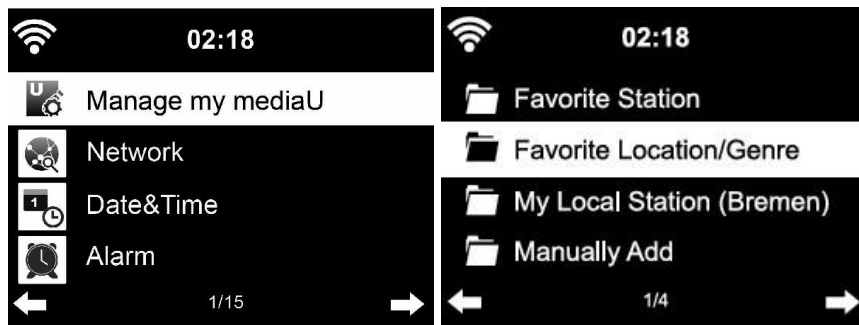 02:18
U
Manage my mediaU
Network
1
Date&Time
Alarm
1/15
02:18
Favorite Station
Favorite Location/Genre
My Local Station (Bremen)
Manually Add
1/4